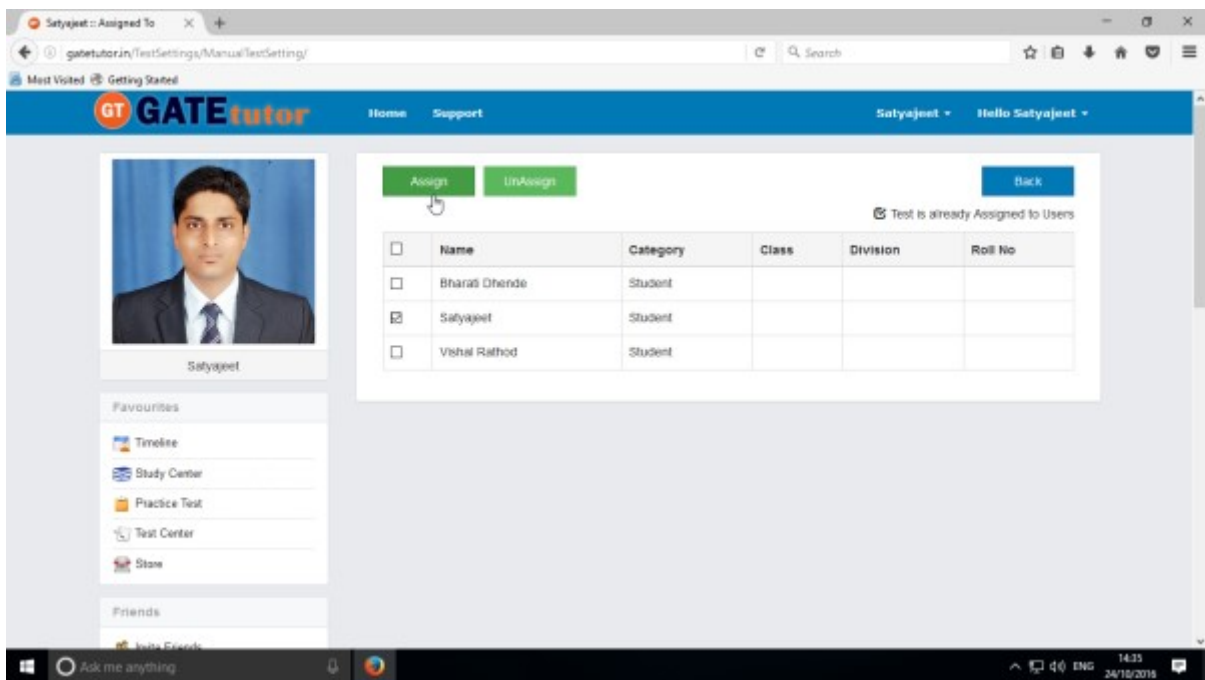 Satyajeet :: Assigned To
gatetutor.in/TestSettings/ManualTestSetting/
Search
Most Visited Getting Started
GT GATEtutor Home Support Satyajeet Hello Satyajeet
Assign UnAssign Back
Test is already Assigned to Users
Name Category Class Division Roll No
Bharati Dhende Student
Satyajeet Student
Vishal Rathod Student
Satyajeet
Favourites
Timeline
Study Center
Practice Test
Test Center
Store
Friends
Invite Friends
Ask me anything ENG 14:35
24/10/2016